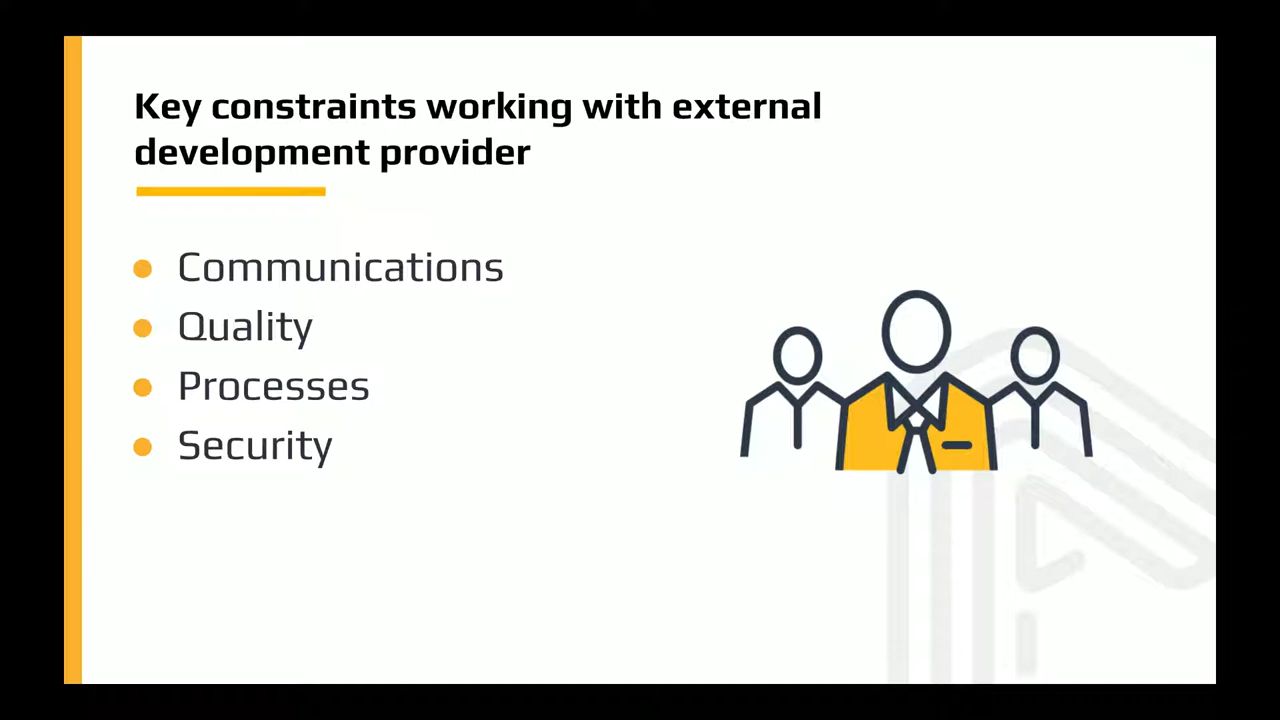 Key constraints working with external
development provider
Communications
Quality
Processes
Security